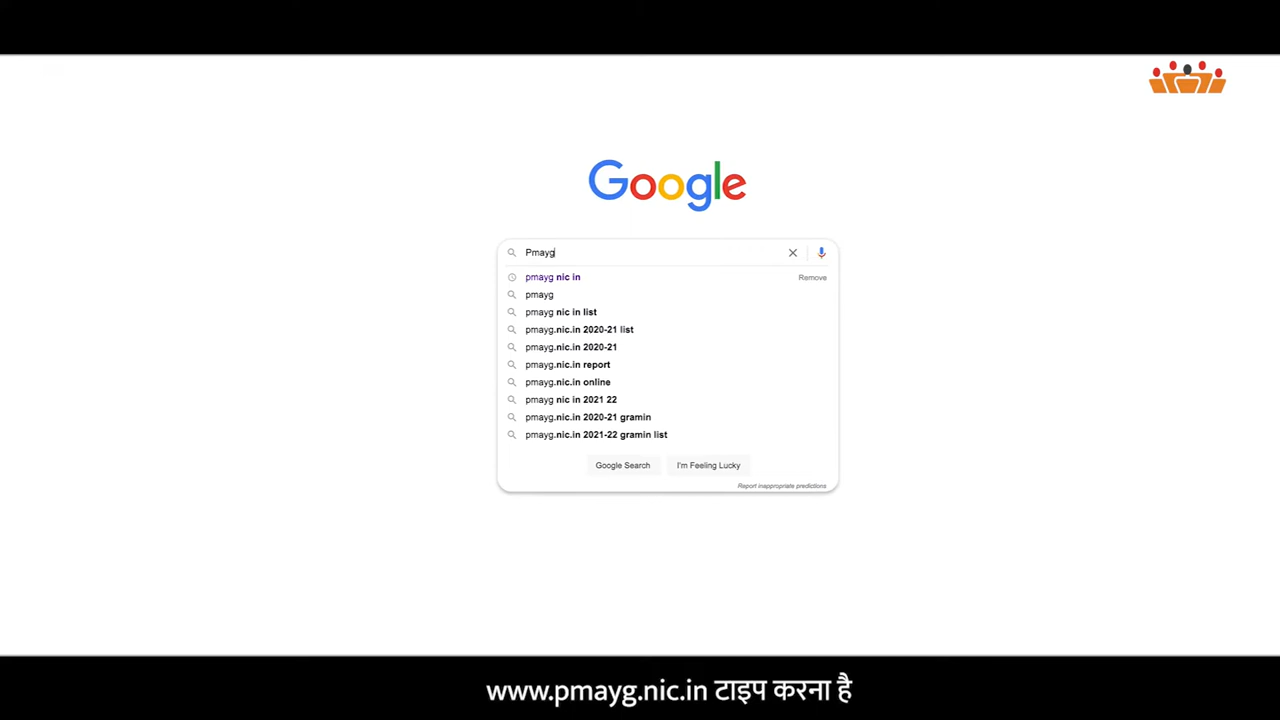 Google
Pmayg
pmayg nic in Remove
pmayg
pmayg nic in list
pmayg.nic.in 2020-21 list
pmayg.nic.in 2020-21
pmayg.nic.in report
pmayg.nic.in online
pmayg nic in 2021 22
pmayg.nic.in 2020-21 gramin
pmayg.nic.in 2021-22 gramin list
Google Search I'm Feeling Lucky
Report inappropriate predictions
www.pmayg.nic.in टाइप करना है